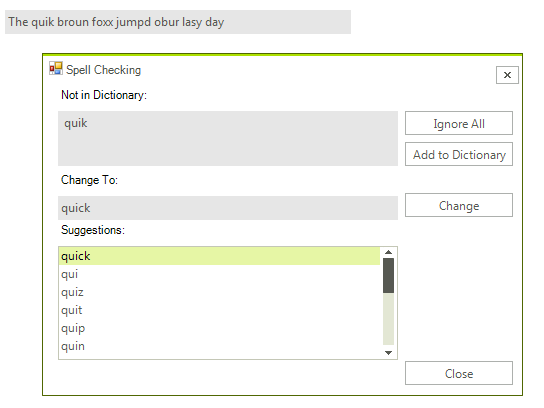 The quik broun foxx jumpd obur lasy day
Spell Checking
Not in Dictionary:
quik
Ignore All
Add to Dictionary
Change To:
quick
Change
Suggestions:
quick
qui
quiz
quit
quip
quin
Close